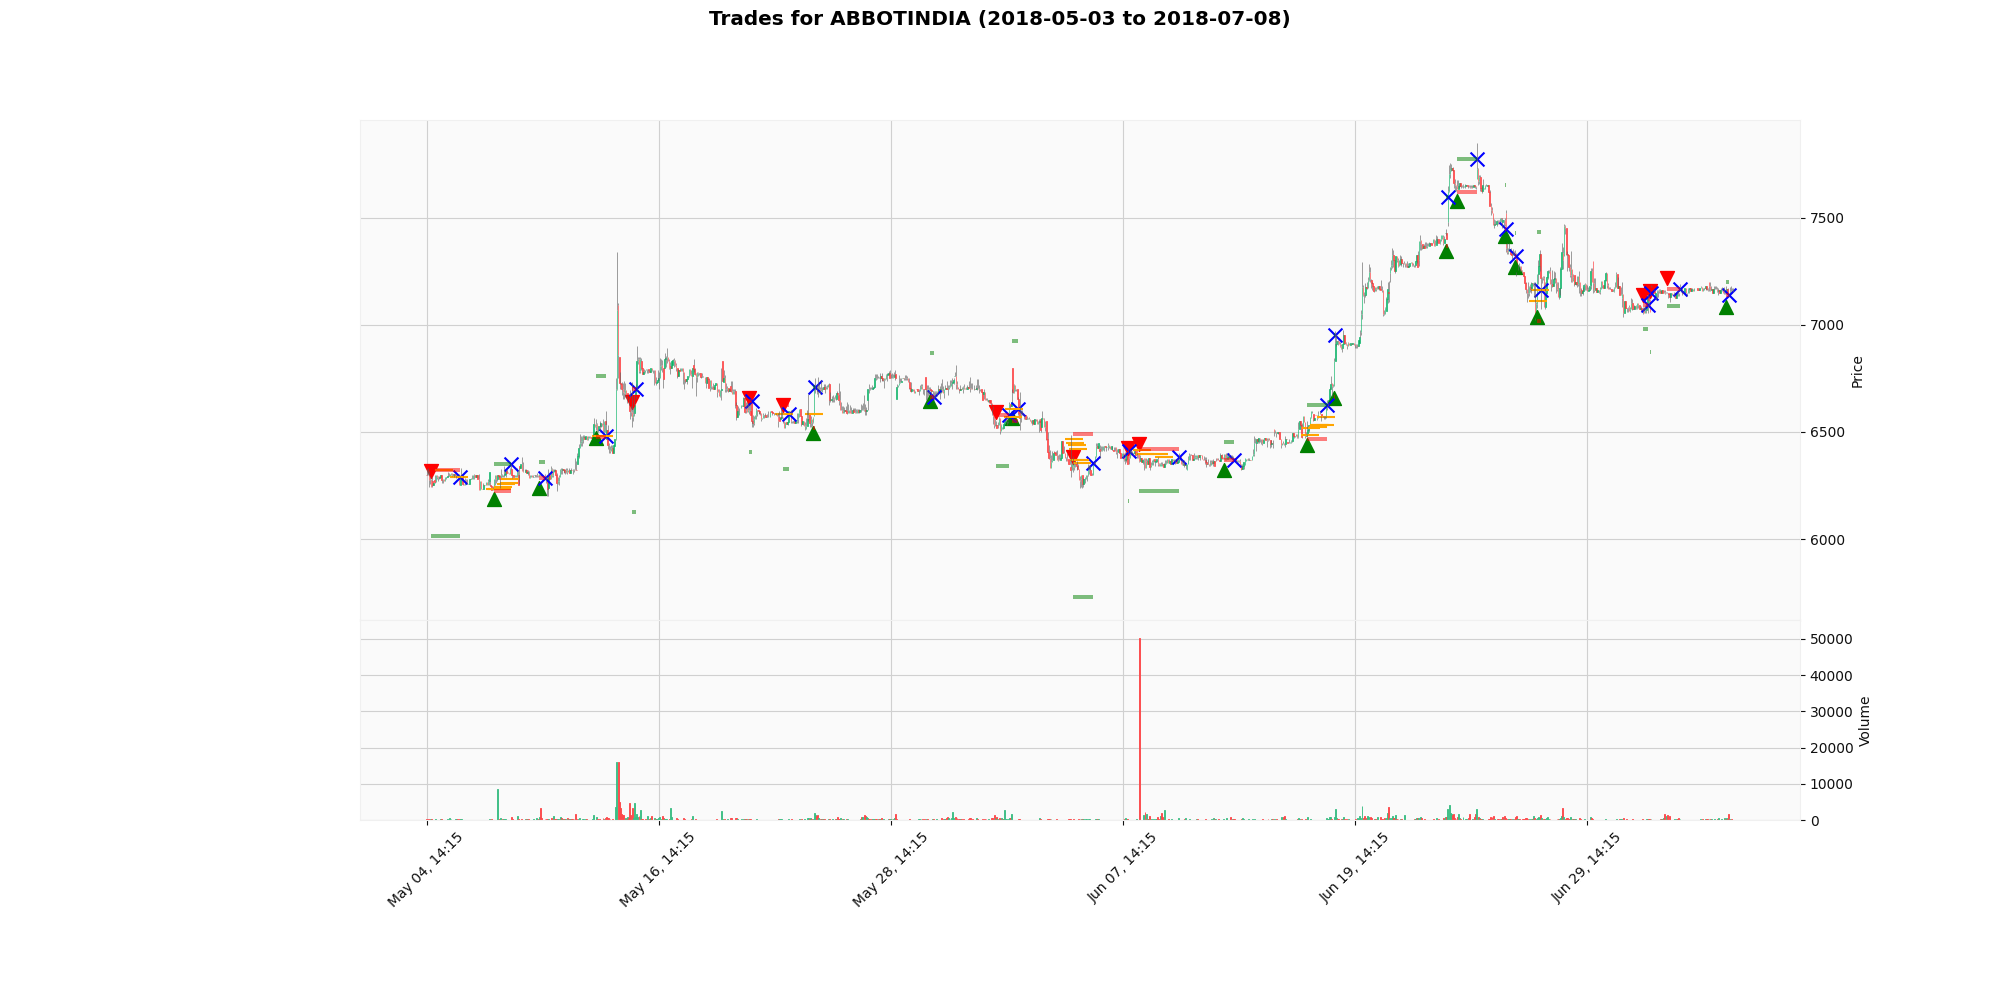 Trades for ABBOTINDIA (2018-05-03 to 2018-07-08)
7500
7000
6500
6000
Price
50000
40000
30000
20000
10000
0
Volume
May 04, 14:15
May 16, 14:15
May 28, 14:15
Jun 07, 14:15
Jun 19, 14:15
Jun 29, 14:15